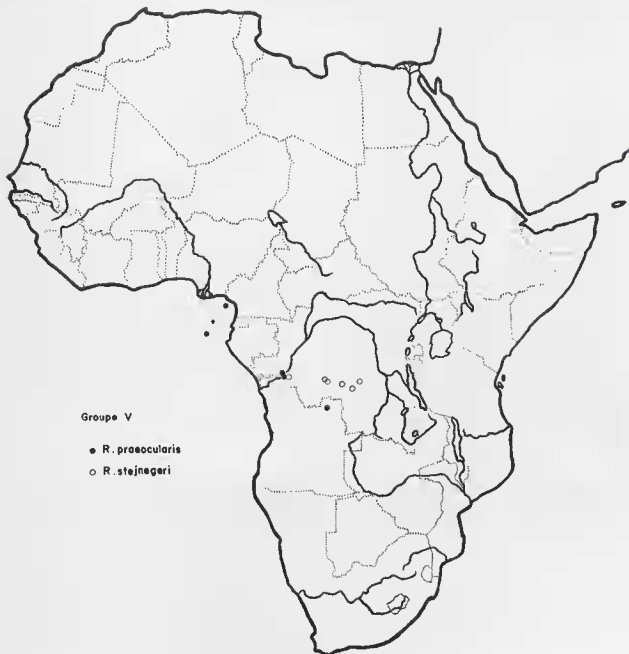 Groupe V
● R. praeocularis
○ R. stejnegeri